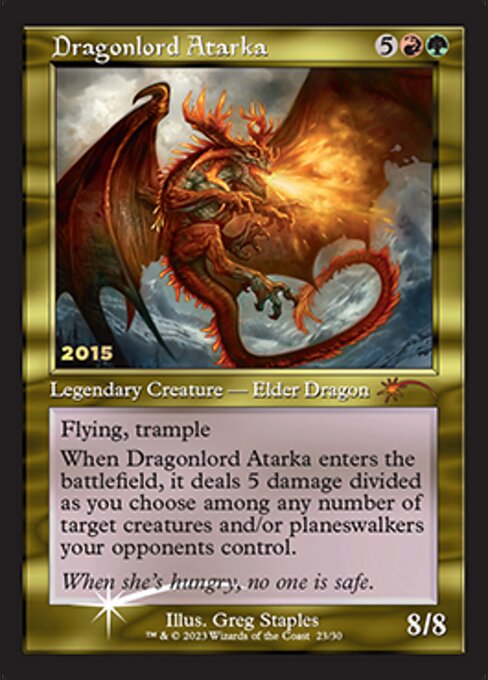 Dragonlord Atarka 5
2015
Legendary Creature — Elder Dragon
Flying, trample
When Dragonlord Atarka enters the
battlefield, it deals 5 damage divided
as you choose among any number of
target creatures and/or planeswalkers
your opponents control.
When she's hungry, no one is safe.
Illus. Greg Staples
™ & © 2023 Wizards of the Coast 23/30
8/8